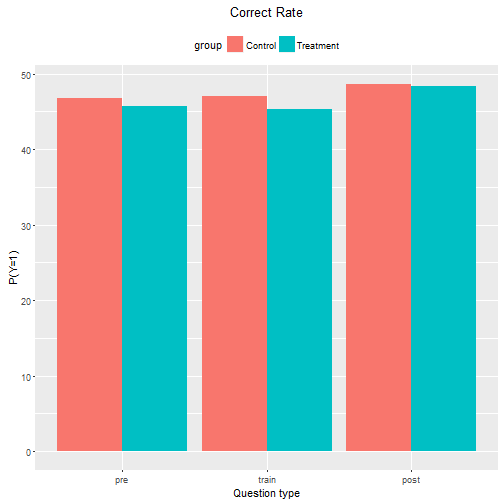 Correct Rate
group Control Treatment
P(Y=1)
50
40
30
20
10
0
pre train post
Question type